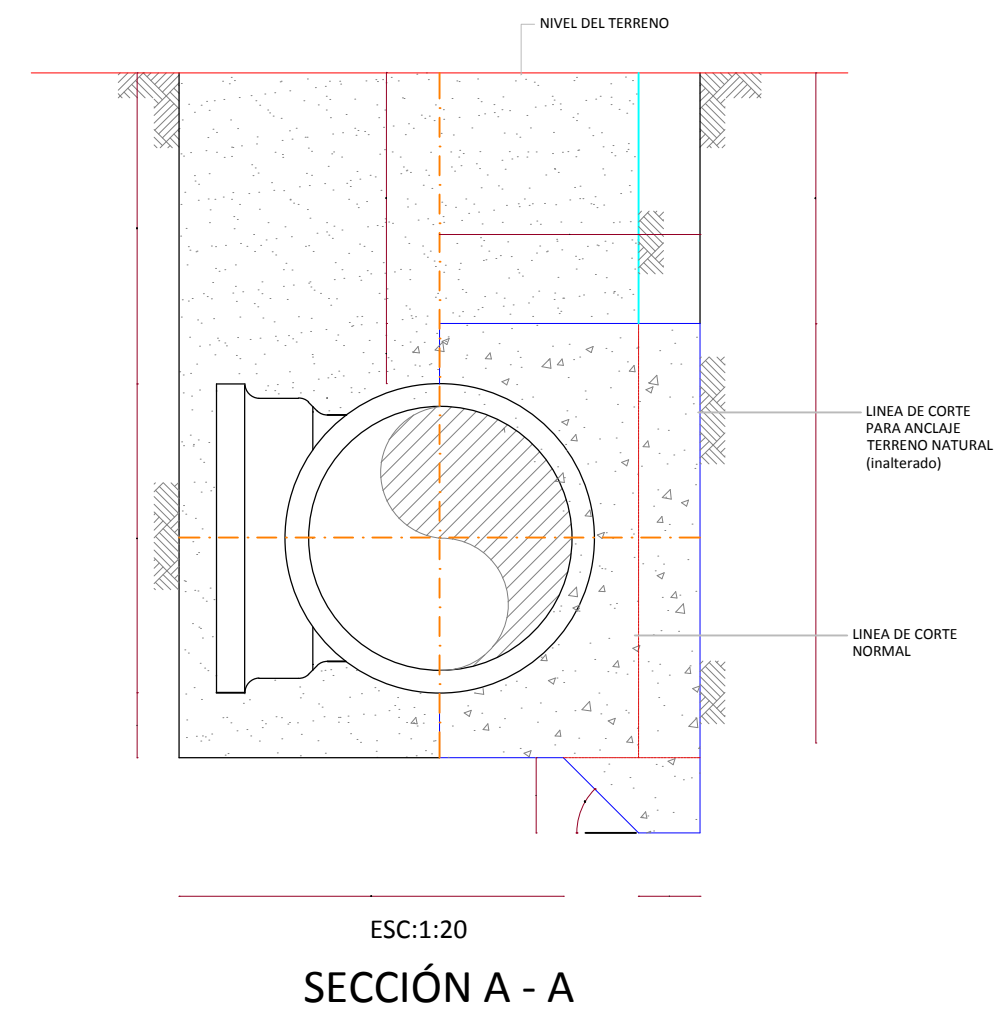 NIVEL DEL TERRENO
LINEA DE CORTE
PARA ANCLAJE
TERRENO NATURAL
(inalterado)
LINEA DE CORTE
NORMAL
ESC:1:20
SECCIÓN A - A